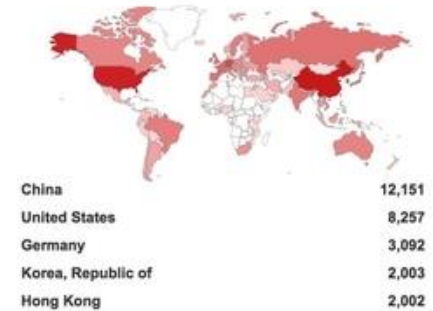 China 12,151
United States 8,257
Germany 3,092
Korea, Republic of 2,003
Hong Kong 2,002